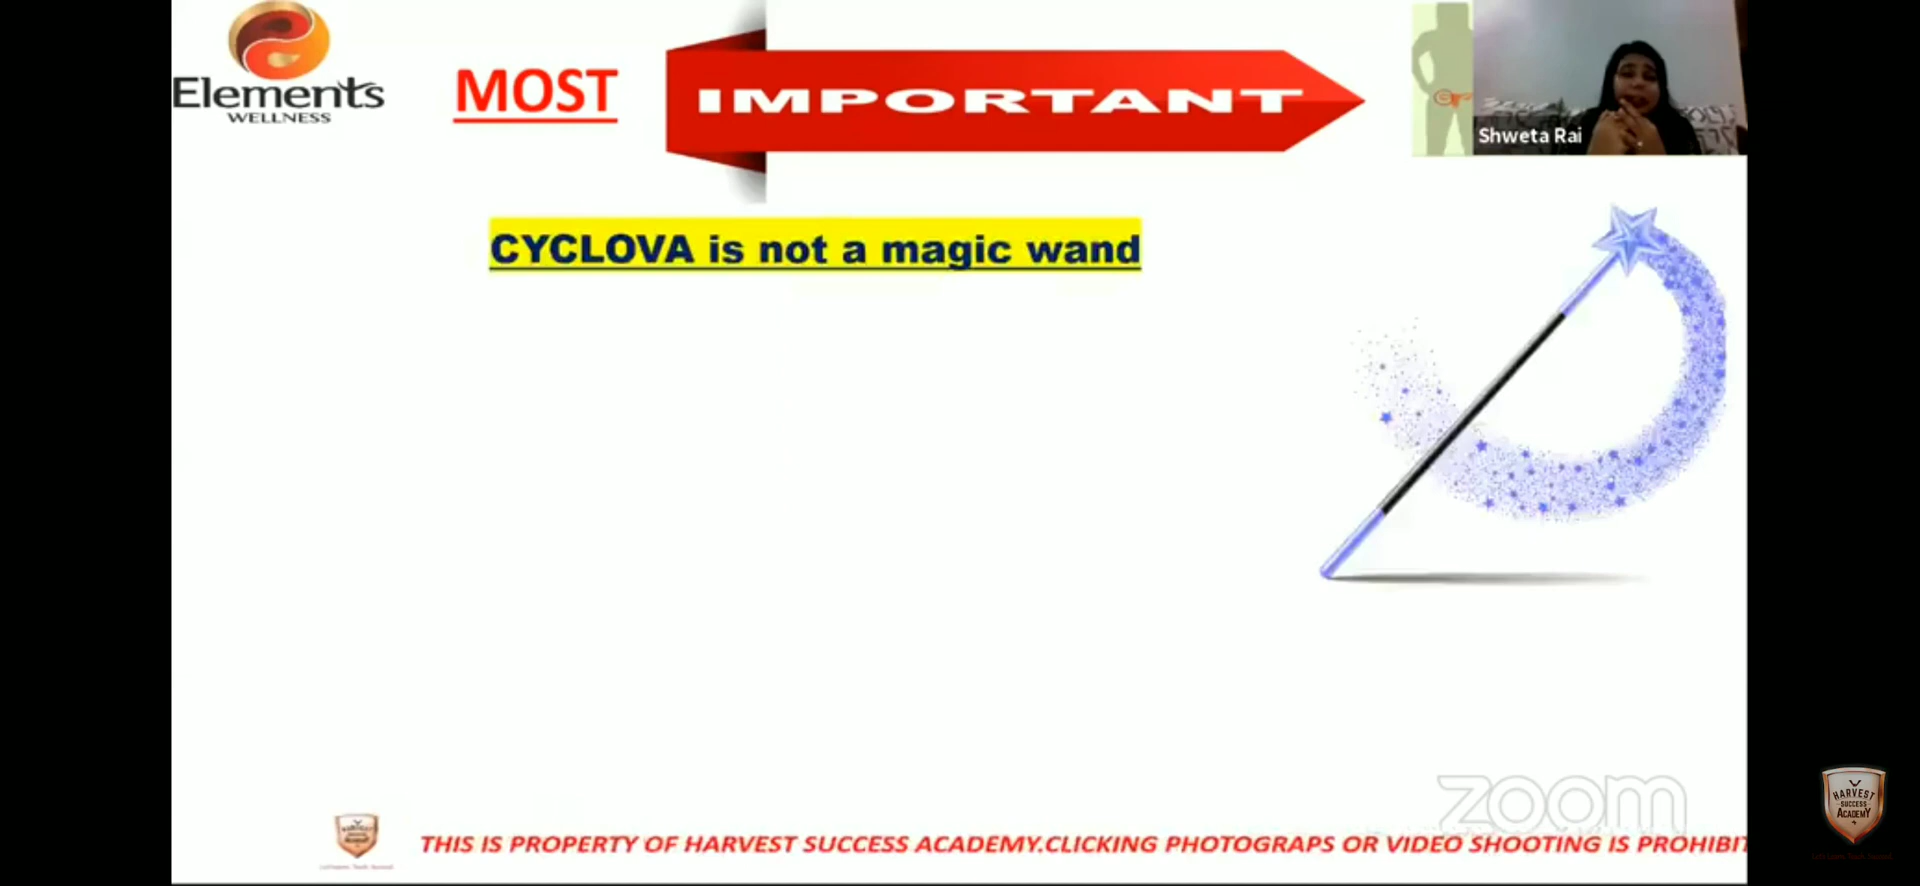 Elements
WELLNESS
MOST
IMPORTANT
Shweta Rai
CYCLOVA is not a magic wand
zoom
HARVEST
SUCCESS
ACADEMY
THIS IS PROPERTY OF HARVEST SUCCESS ACADEMY.CLICKING PHOTOGRAPS OR VIDEO SHOOTING IS PROHIBIT